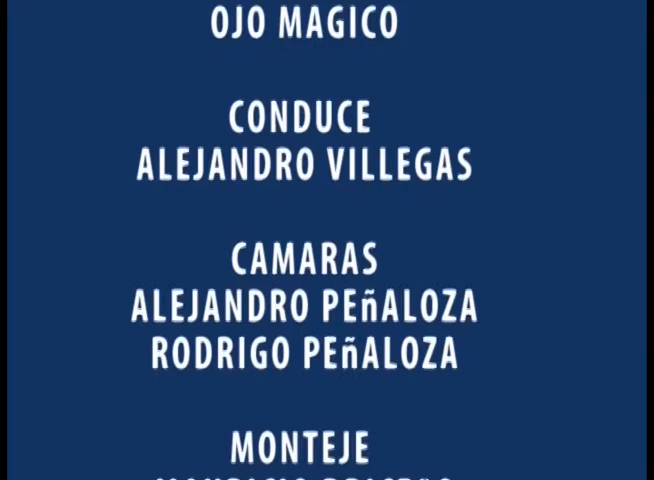 OJO MAGICO
CONDUCE
ALEJANDRO VILLEGAS
CAMARAS
ALEJANDRO PEñALOZA
RODRIGO PEñALOZA
MONTEJE